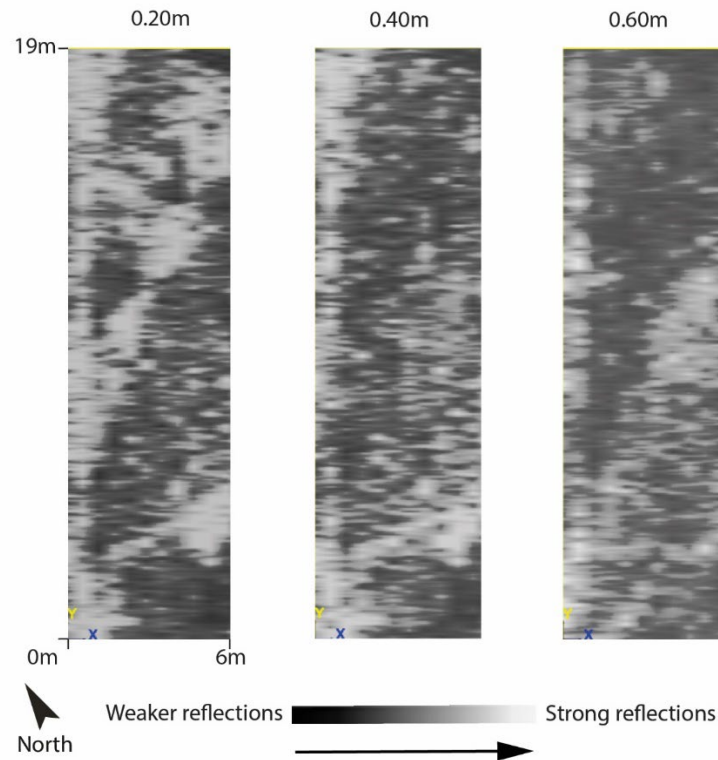 0.20m 0.40m 0.60m
19m
Y Y Y
X X X
0m 6m
Weaker reflections Strong reflections
North